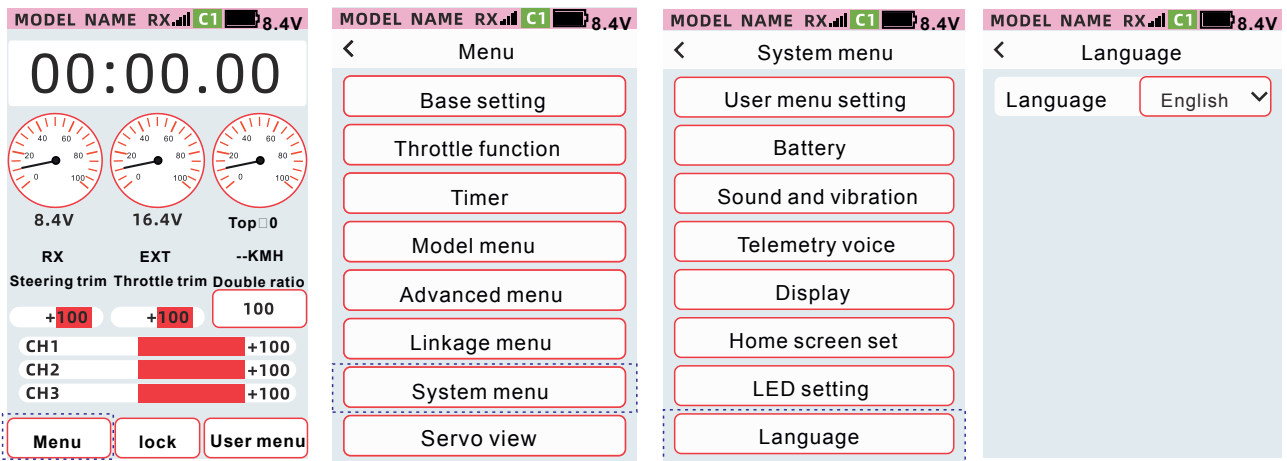 MODEL NAME RX C1 8.4V
00:00.00
0 20 40 60 80 100
0 20 40 60 80 100
0 20 40 60 80 100
8.4V 16.4V Top□0
RX EXT --KMH
Steering trim Throttle trim Double ratio
+100 +100 100
CH1 +100
CH2 +100
CH3 +100
Menu lock User menu
MODEL NAME RX C1 8.4V
Menu
Base setting
Throttle function
Timer
Model menu
Advanced menu
Linkage menu
System menu
Servo view
MODEL NAME RX C1 8.4V
System menu
User menu setting
Battery
Sound and vibration
Telemetry voice
Display
Home screen set
LED setting
Language
MODEL NAME RX C1 8.4V
Language
Language English